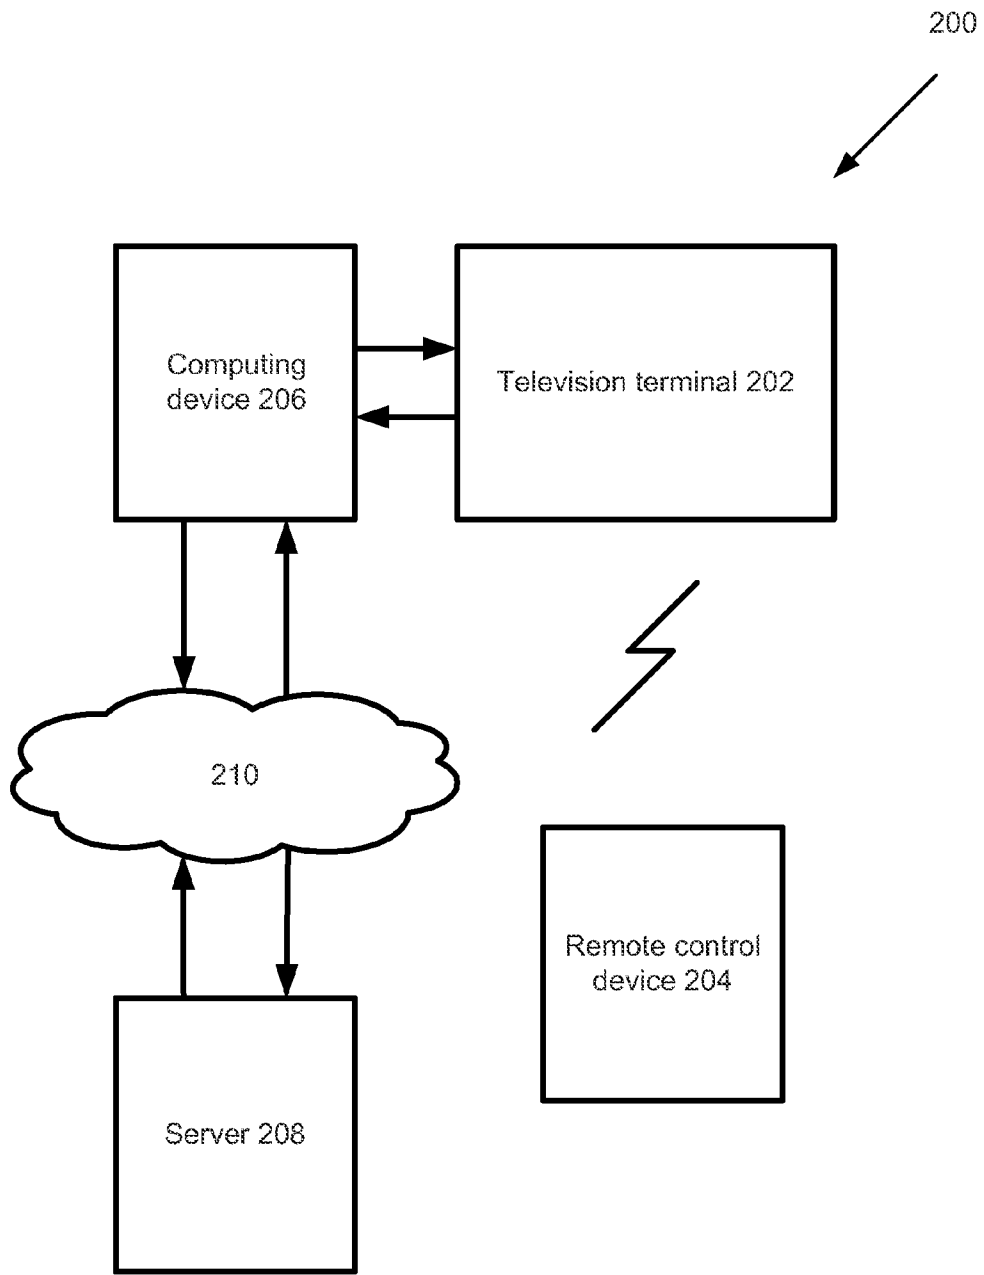 200
Computing
device 206
Television terminal 202
210
Remote control
device 204
Server 208